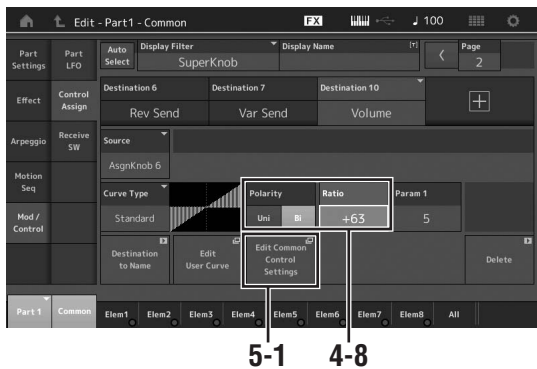 Edit - Part1 - Common
FX
100
Part Settings
Part LFO
Auto Select
Display Filter
SuperKnob
Display Name
[T]
Page
2
Effect
Control Assign
Destination 6
Rev Send
Destination 7
Var Send
Destination 10
Volume
Arpeggio
Receive SW
Source
AsgnKnob 6
Motion Seq
Curve Type
Standard
Polarity
Uni
Bi
Ratio
+63
Param 1
5
Mod / Control
Destination to Name
Edit User Curve
Edit Common Control Settings
Delete
Part 1
Common
Elem1
Elem2
Elem3
Elem4
Elem5
Elem6
Elem7
Elem8
All
5-1
4-8